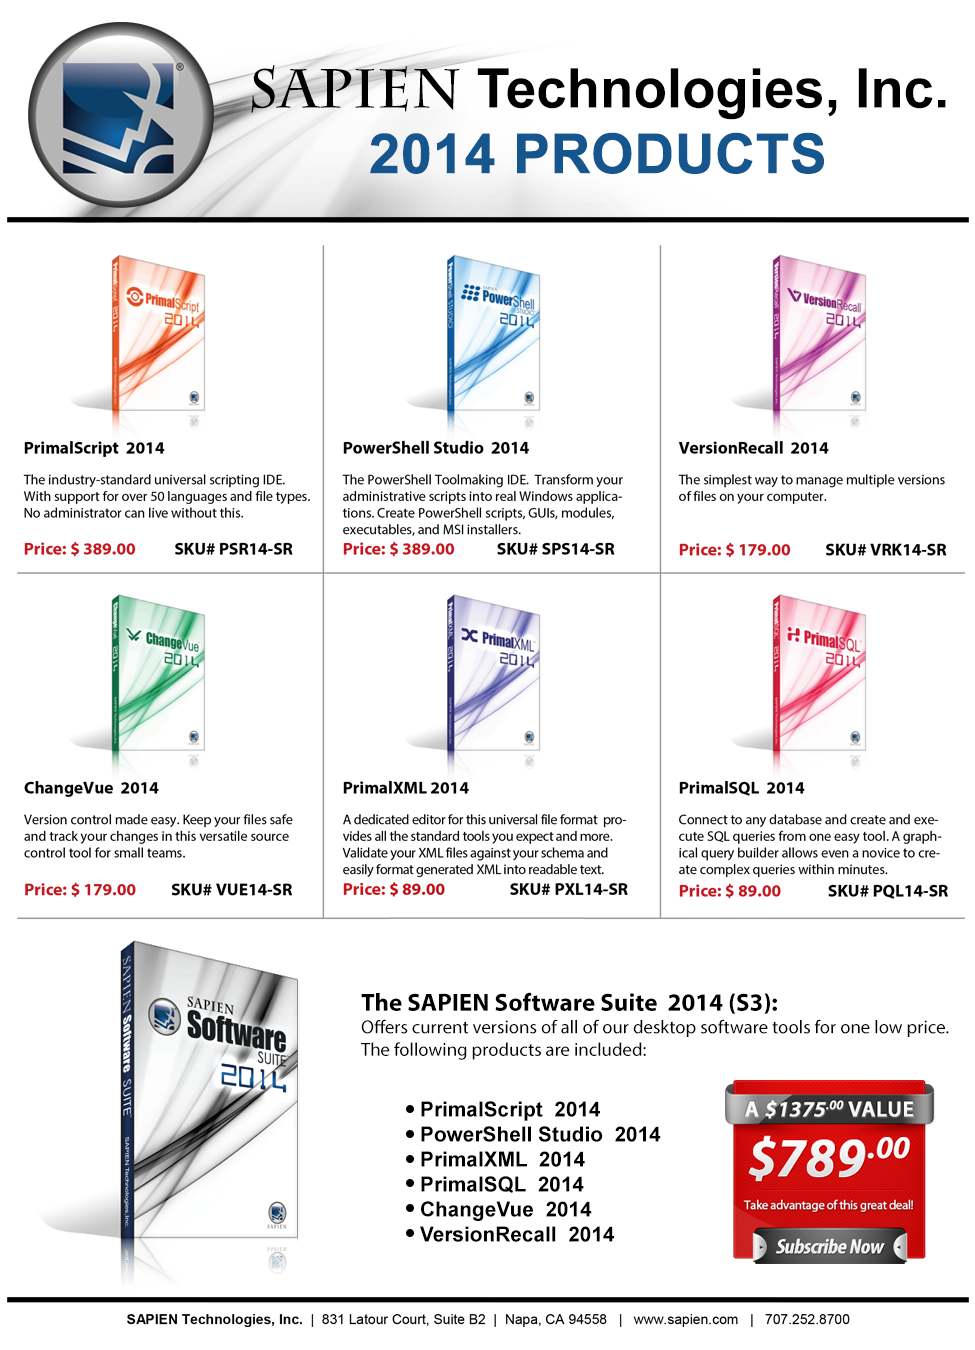 SAPIEN Technologies, Inc.
2014 PRODUCTS
®
PrimalScript
2014
PrimalScript 2014
The industry-standard universal scripting IDE.
With support for over 50 languages and file types.
No administrator can live without this.
Price: $ 389.00 SKU# PSR14-SR
SAPIEN
PowerShell
STUDIO
2014
PowerShell Studio 2014
The PowerShell Toolmaking IDE. Transform your
administrative scripts into real Windows applica-
tions. Create PowerShell scripts, GUIs, modules,
executables, and MSI installers.
Price: $ 389.00 SKU# SPS14-SR
VersionRecall
2014
VersionRecall 2014
The simplest way to manage multiple versions
of files on your computer.
Price: $ 179.00 SKU# VRK14-SR
ChangeVue
2014
ChangeVue 2014
Version control made easy. Keep your files safe
and track your changes in this versatile source
control tool for small teams.
Price: $ 179.00 SKU# VUE14-SR
PrimalXML
2014
PrimalXML 2014
A dedicated editor for this universal file format pro-
vides all the standard tools you expect and more.
Validate your XML files against your schema and
easily format generated XML into readable text.
Price: $ 89.00 SKU# PXL14-SR
PrimalSQL
2014
PrimalSQL 2014
Connect to any database and create and exe-
cute SQL queries from one easy tool. A graph-
ical query builder allows even a novice to cre-
ate complex queries within minutes.
Price: $ 89.00 SKU# PQL14-SR
SAPIEN Software SUITE 2014 SAPIEN Technologies, Inc.
SAPIEN
Software
SUITE
2014
SAPIEN
The SAPIEN Software Suite 2014 (S3):
Offers current versions of all of our desktop software tools for one low price.
The following products are included:
• PrimalScript 2014
• PowerShell Studio 2014
• PrimalXML 2014
• PrimalSQL 2014
• ChangeVue 2014
• VersionRecall 2014
A $1375.00 VALUE
$789.00
Take advantage of this great deal!
Subscribe Now
SAPIEN Technologies, Inc. | 831 Latour Court, Suite B2 | Napa, CA 94558 | www.sapien.com | 707.252.8700